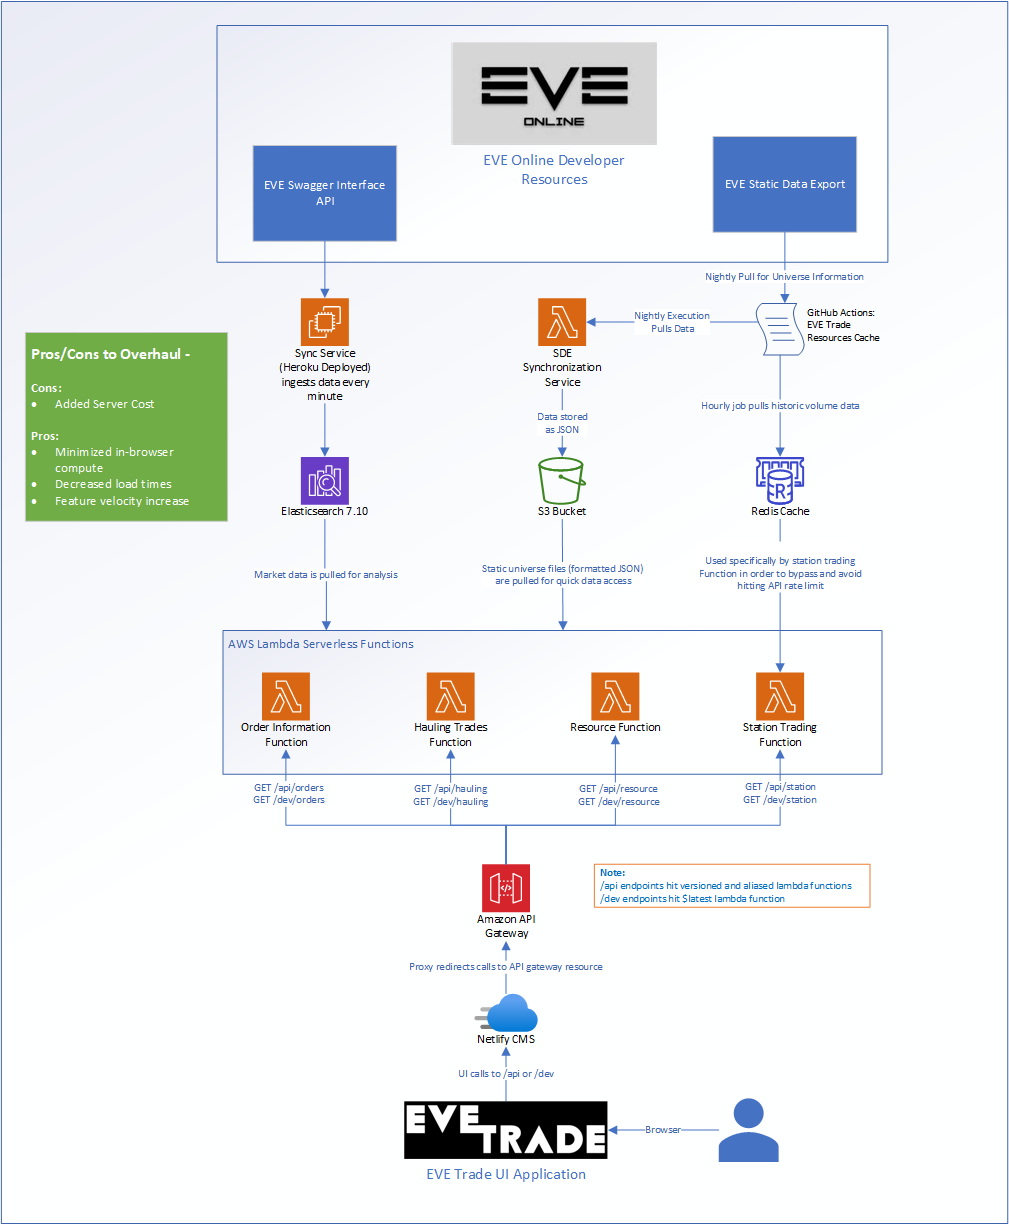 EVE
ONLINE
EVE Online Developer
Resources
EVE Swagger Interface
API
EVE Static Data Export
Nightly Pull for Universe Information
Sync Service
(Heroku Deployed)
ingests data every
minute
SDE
Synchronization
Service
Nightly Execution
Pulls Data
GitHub Actions:
EVE Trade
Resources Cache
Pros/Cons to Overhaul -
Cons:
• Added Server Cost
Pros:
• Minimized in-browser
compute
• Decreased load times
• Feature velocity increase
Data stored
as JSON
Hourly job pulls historic volume data
Elasticsearch 7.10
S3 Bucket
R
Redis Cache
Market data is pulled for analysis
Static universe files (formatted JSON)
are pulled for quick data access
Used specifically by station trading
Function in order to bypass and avoid
hitting API rate limit
AWS Lambda Serverless Functions
Order Information
Function
Hauling Trades
Function
Resource Function
Station Trading
Function
GET /api/orders
GET /dev/orders
GET /api/hauling
GET /dev/hauling
GET /api/resource
GET /dev/resource
GET /api/station
GET /dev/station
Amazon API
Gateway
Note:
/api endpoints hit versioned and aliased lambda functions
/dev endpoints hit $latest lambda function
Proxy redirects calls to API gateway resource
Netlify CMS
UI calls to /api or /dev
EVE
TRADE
Browser
EVE Trade UI Application